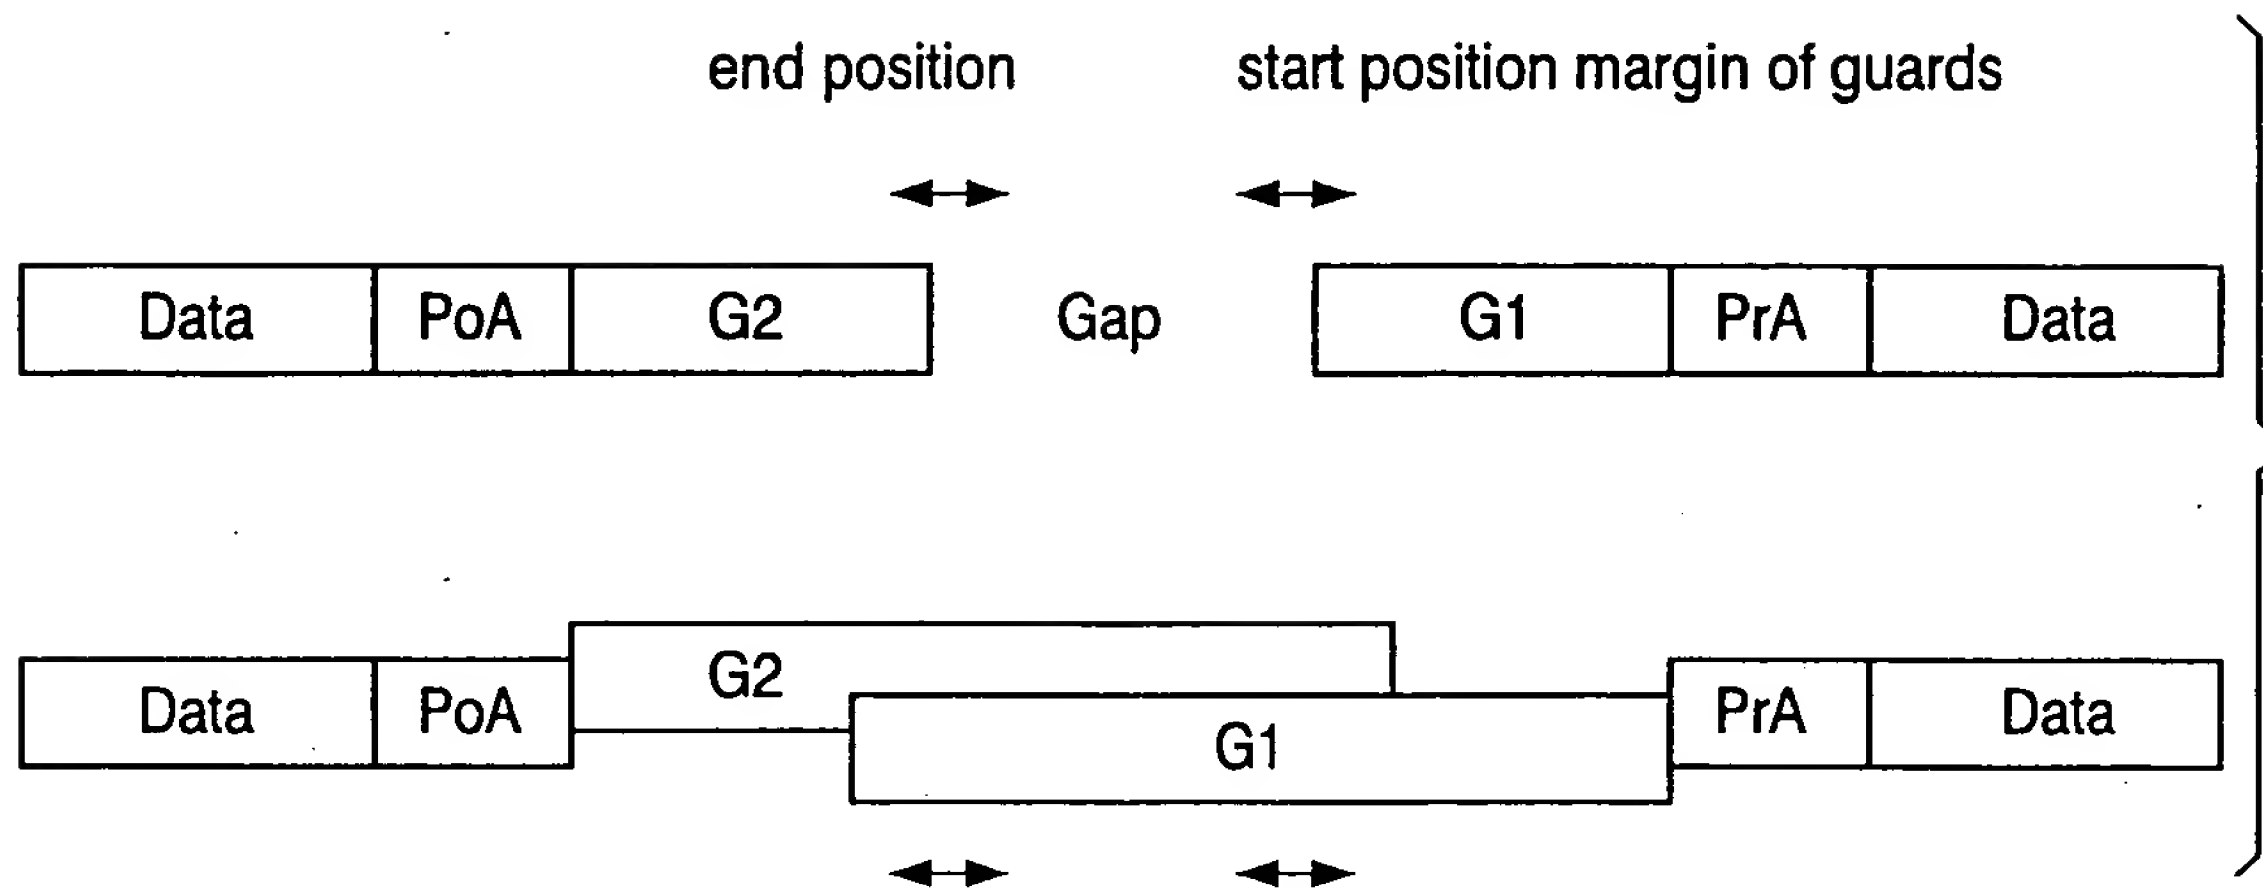 end position start position margin of guards
Data PoA G2 Gap G1 PrA Data
G2
Data PoA PrA Data
G1